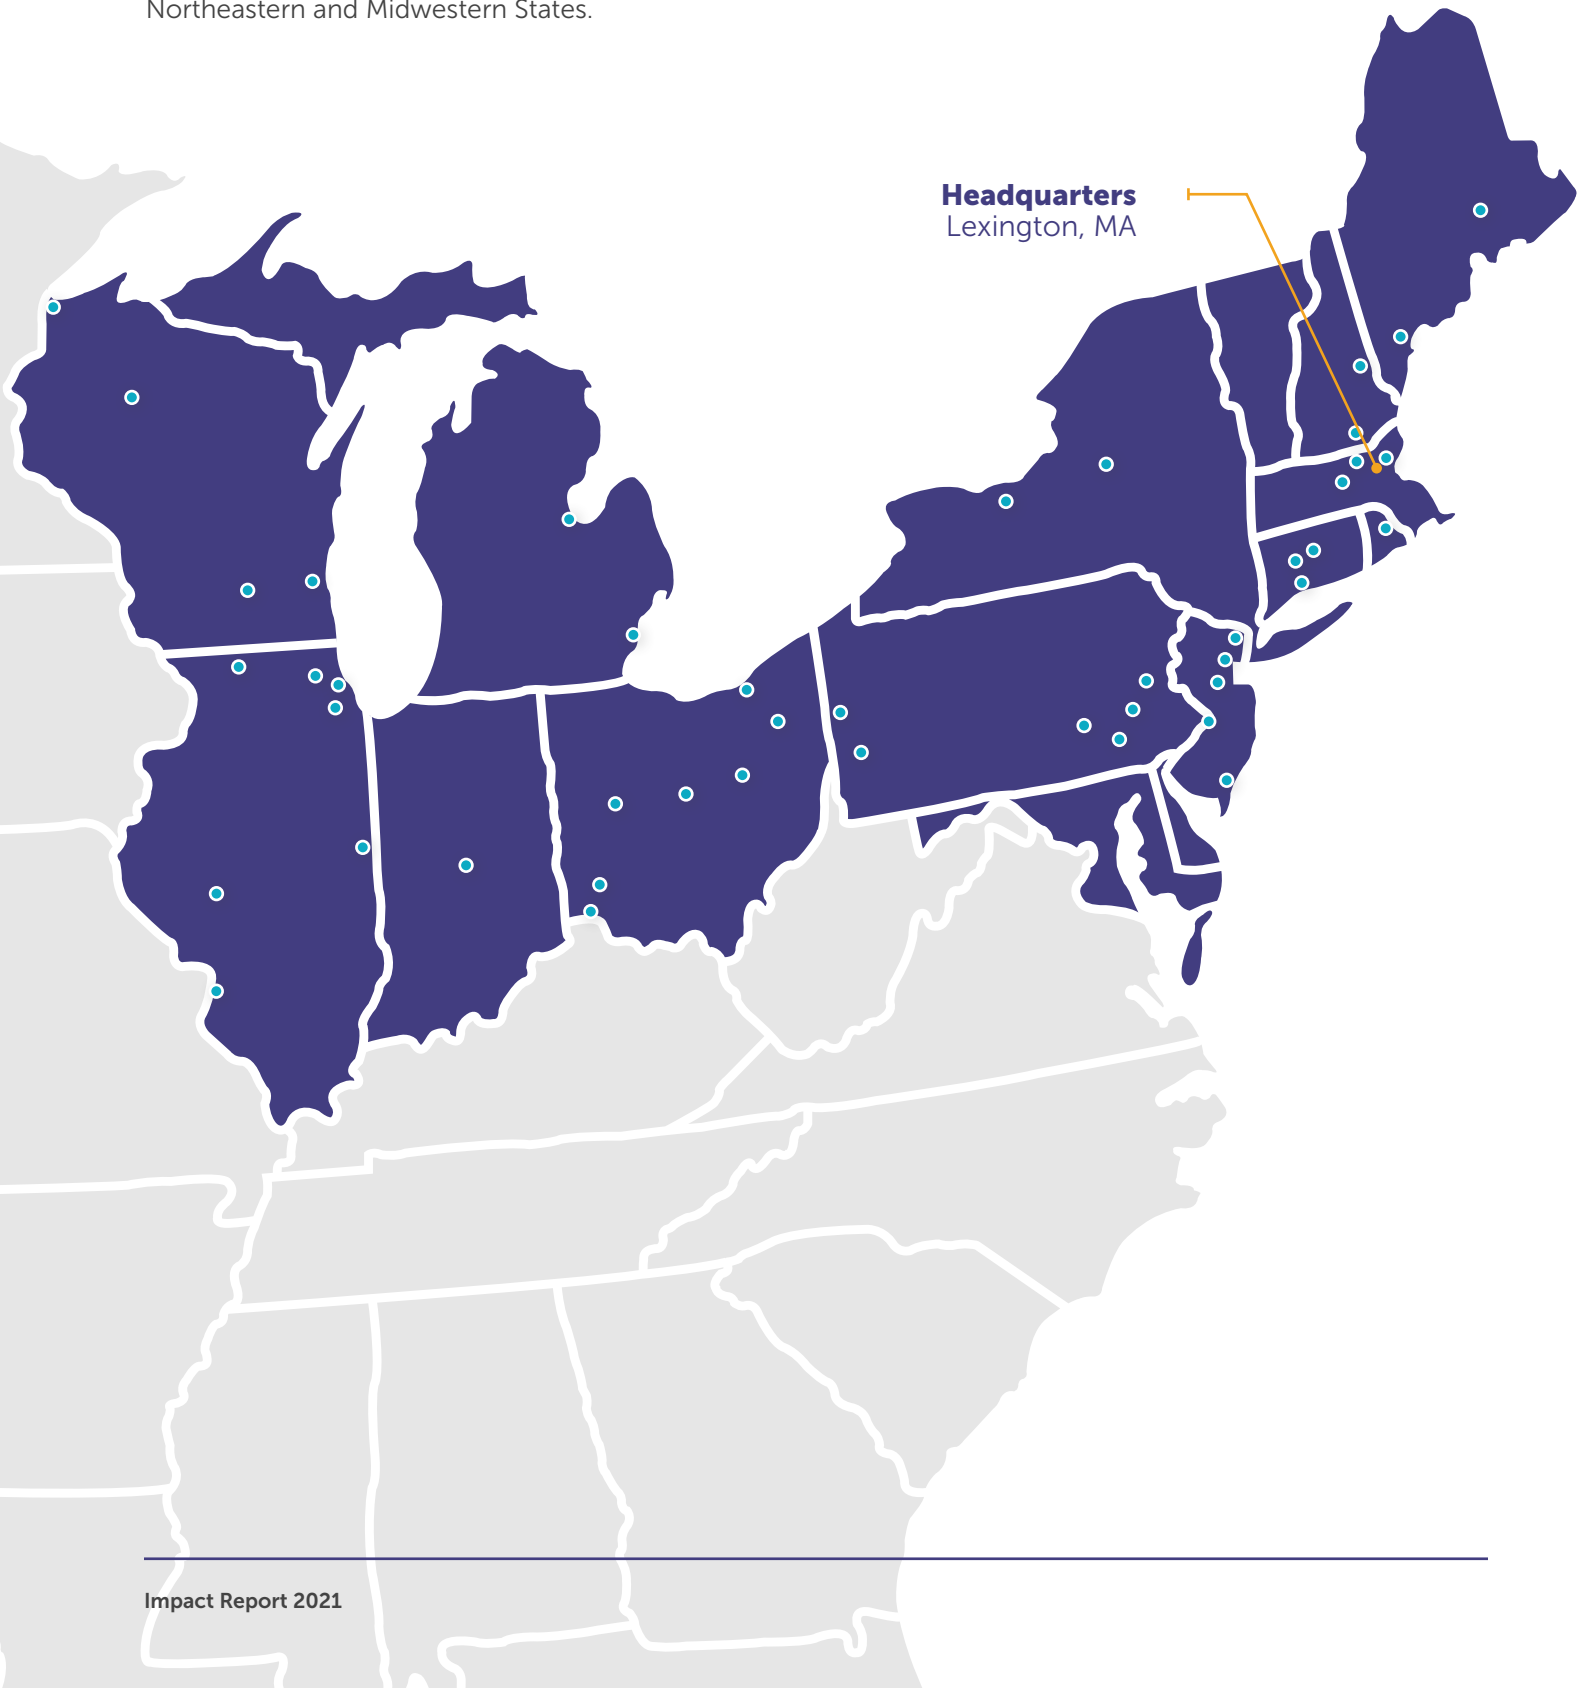 Northeastern and Midwestern States.
Headquarters
Lexington, MA
Impact Report 2021